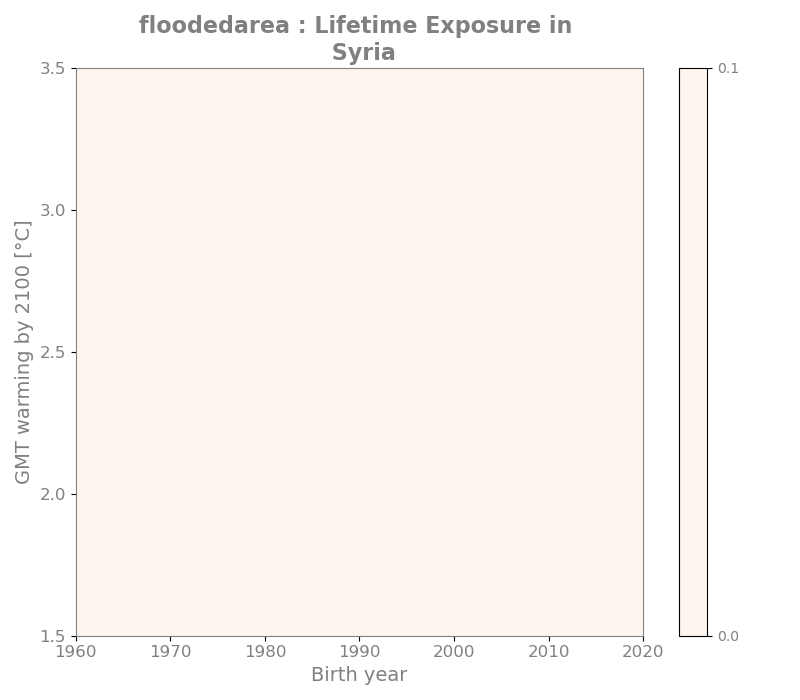 floodedarea : Lifetime Exposure in
Syria
0.1
3.5
3.0
2.5
2.0
1.5
GMT warming by 2100 [°C]
0.0
1960 1970 1980 1990 2000 2010 2020
Birth year